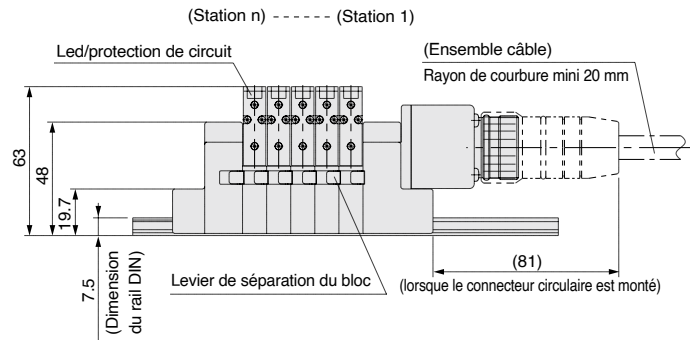 (Station n) ------ (Station 1)
Led/protection de circuit
(Ensemble câble)
Rayon de courbure mini 20 mm
63
48
19.7
7.5
(Dimension
du rail DIN)
Levier de séparation du bloc
(81)
(lorsque le connecteur circulaire est monté)